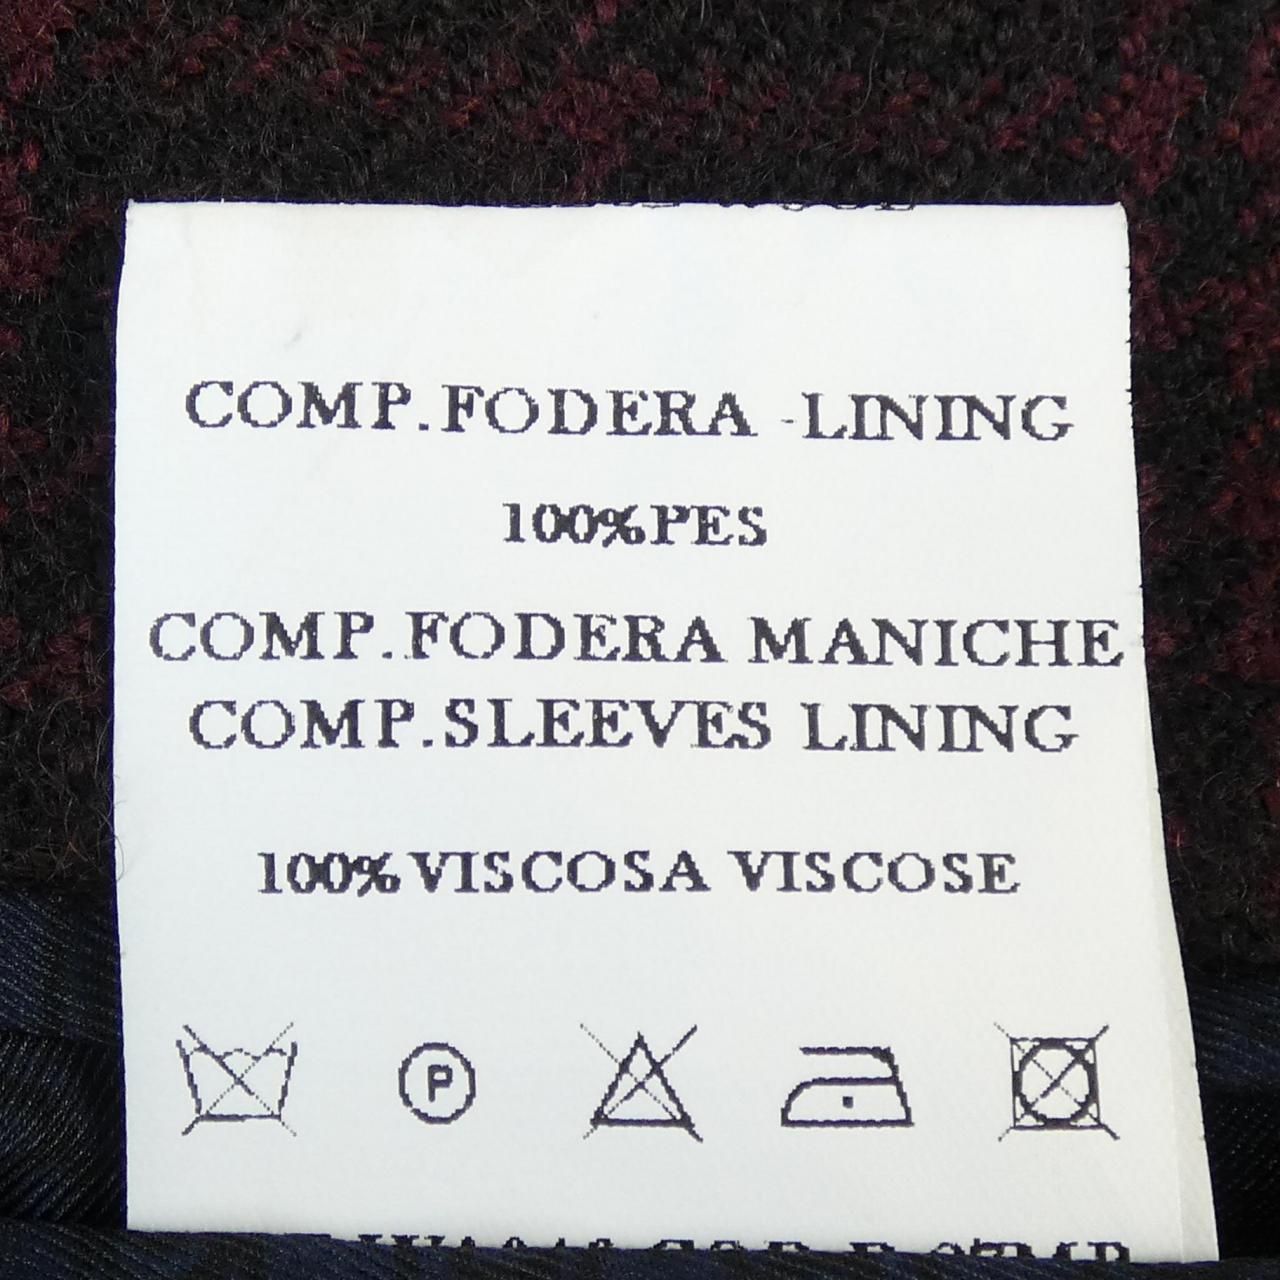 COMP.FODERA -LINING
100%PES
COMP.FODERA MANICHE
COMP.SLEEVES LINING
100%VISCOSA VISCOSE
P